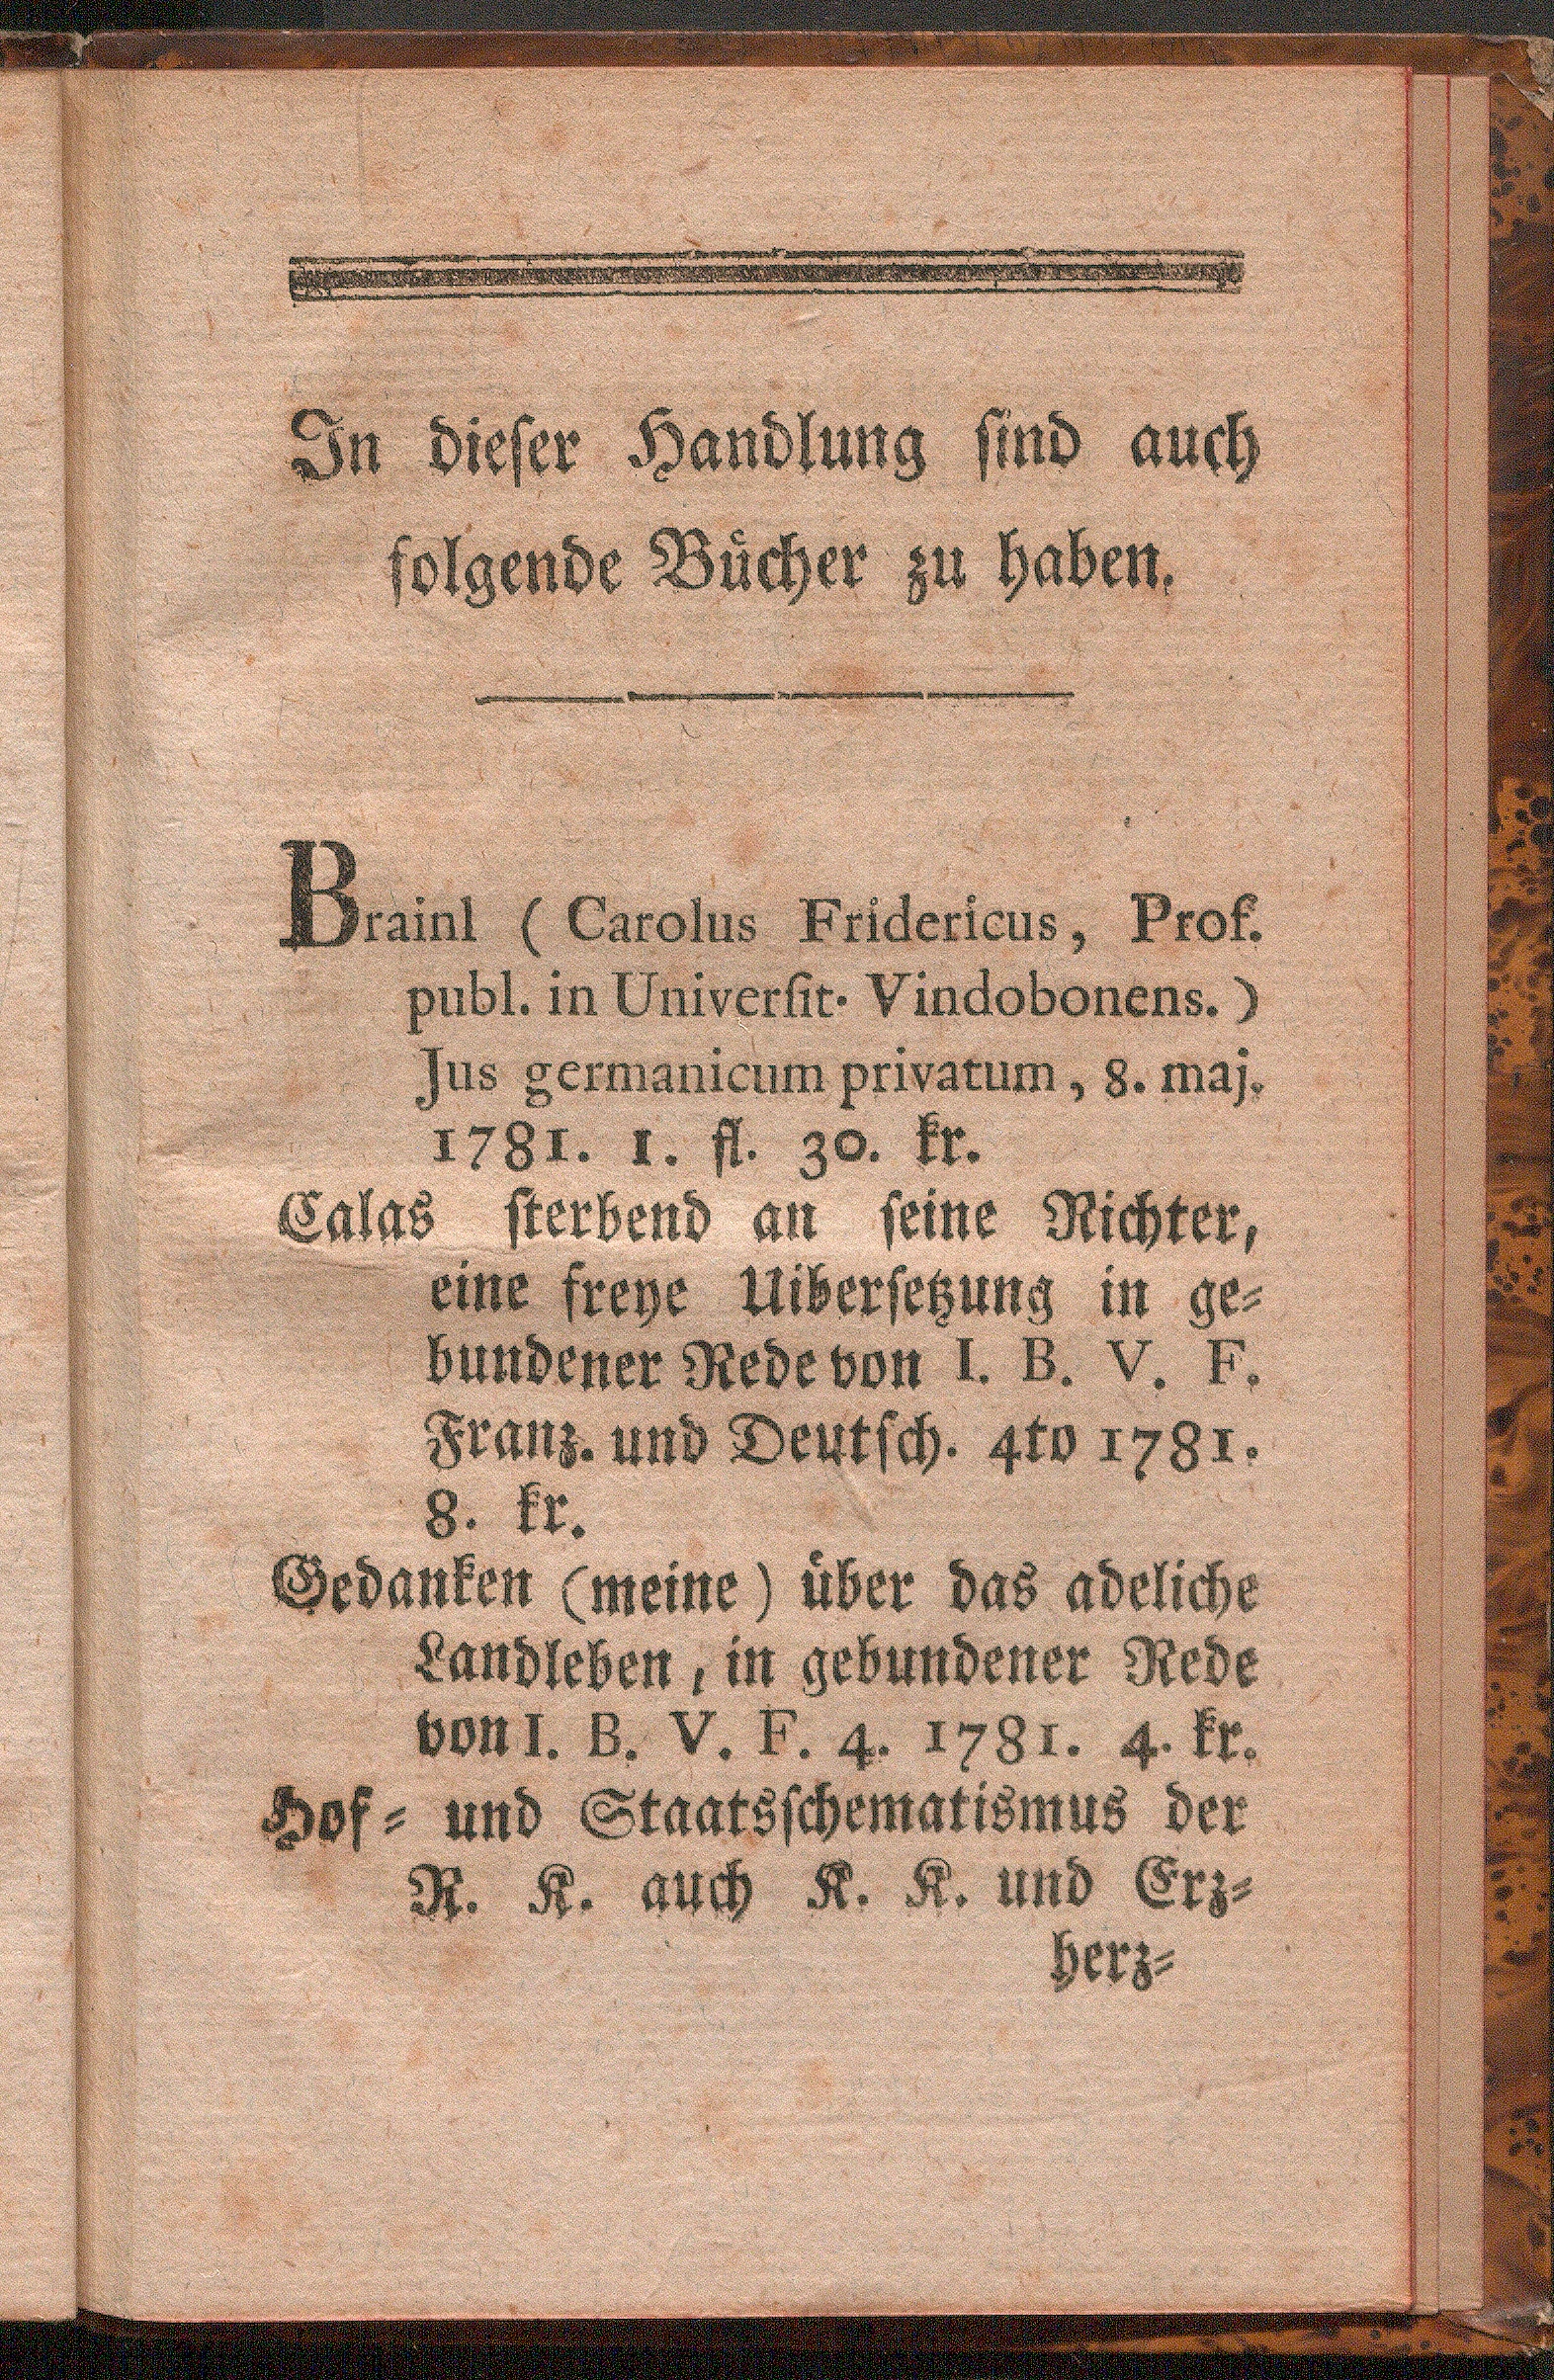 In dieser Handlung sind auch
folgende Bücher zu haben.
Brainl (Carolus Fridericus, Prof.
publ. in Universit. Vindobonens.)
Jus germanicum privatum, 8. maj.
1781. 1. fl. 30. kr.
Calas sterbend an seine Richter,
eine freye Uibersetzung in ge-
bundener Rede von I. B. V. F.
Franz. und Deutsch. 4to 1781.
8. kr.
Gedanken (meine) über das adeliche
Landleben, in gebundener Rede
von I. B. V. F. 4. 1781. 4. kr.
Hof- und Staatsschematismus der
R. K. auch K. K. und Erz-
herz-